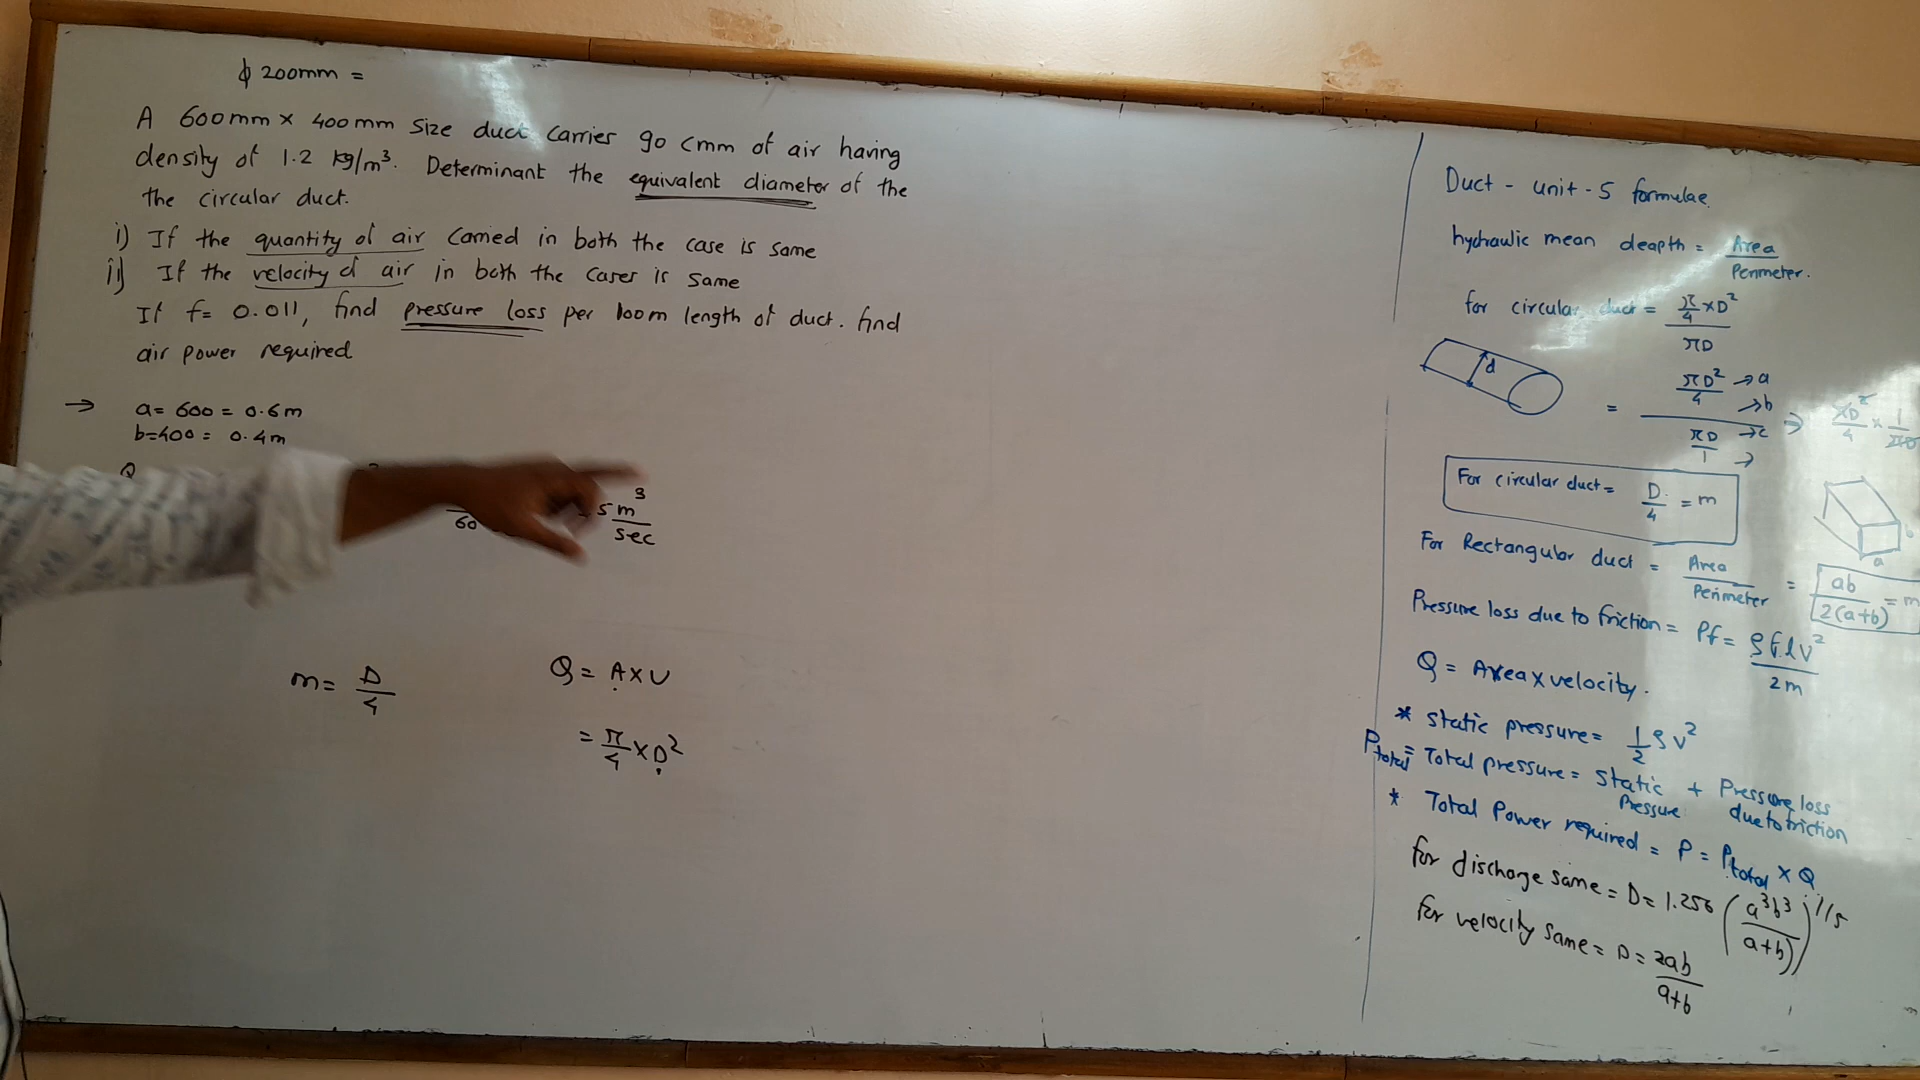 ϕ 200mm =
A 600mm x 400mm size duct carries 90 cmm of air having
density of 1.2 kg/m³. Determinant the equivalent diameter of the
the circular duct.
i) If the quantity of air carried in both the case is same
ii) If the velocity of air in both the cases is same
If f= 0.011, find pressure loss per 100m length of duct. find
air power required
→ a= 600 = 0.6m
b=400 = 0.4m
Q
60
5 m³/sec
m= D/4
Q = A x U
= π/4 x D²
Duct - unit - 5 formulae
hydraulic mean deapth = Area/Perimeter.
for circular duct = π/4 x D² / πD
d
= πD²/4 → a → b / πD/1 → c → ⇒ πD²/4 x 1/πD
For circular duct = D/4 = m
a
For Rectangular duct = Area/Perimeter = ab/2(a+b) = m
Pressure loss due to friction = Pf = ρflv²/2m
Q = Area x velocity.
* static pressure = 1/2 ρv²
Ptotal = Total pressure = static pressure + Pressure loss due to friction
* Total Power required = P = Ptotal x Q
for discharge same = D = 1.256 (a³b³/a+b)^1/5
for velocity same = D = 2ab/a+b